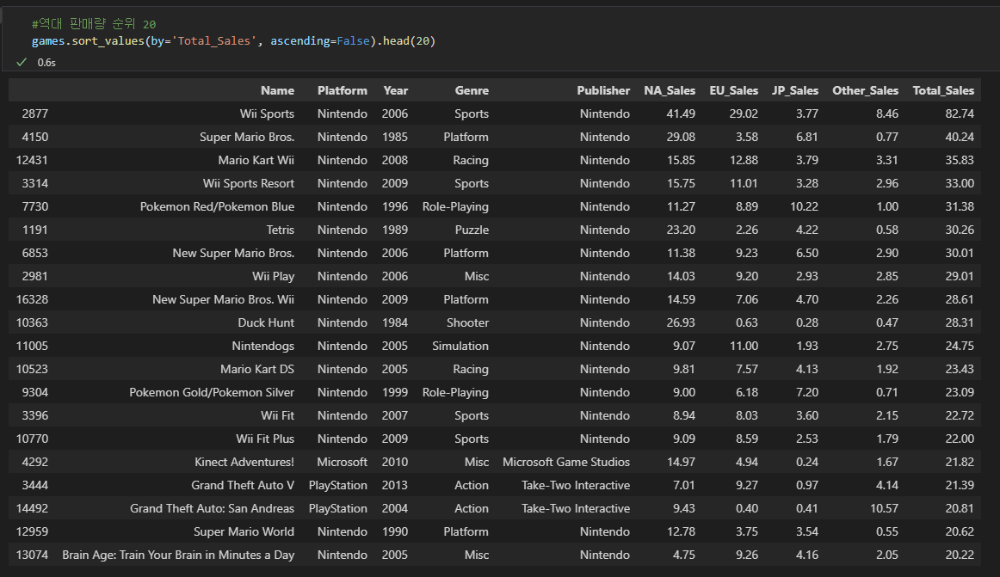 #역대 판매량 순위 20
games.sort_values(by='Total_Sales', ascending=False).head(20)
0.6s
Name Platform Year Genre Publisher NA_Sales EU_Sales JP_Sales Other_Sales Total_Sales
2877 Wii Sports Nintendo 2006 Sports Nintendo 41.49 29.02 3.77 8.46 82.74
4150 Super Mario Bros. Nintendo 1985 Platform Nintendo 29.08 3.58 6.81 0.77 40.24
12431 Mario Kart Wii Nintendo 2008 Racing Nintendo 15.85 12.88 3.79 3.31 35.83
3314 Wii Sports Resort Nintendo 2009 Sports Nintendo 15.75 11.01 3.28 2.96 33.00
7730 Pokemon Red/Pokemon Blue Nintendo 1996 Role-Playing Nintendo 11.27 8.89 10.22 1.00 31.38
1191 Tetris Nintendo 1989 Puzzle Nintendo 23.20 2.26 4.22 0.58 30.26
6853 New Super Mario Bros. Nintendo 2006 Platform Nintendo 11.38 9.23 6.50 2.90 30.01
2981 Wii Play Nintendo 2006 Misc Nintendo 14.03 9.20 2.93 2.85 29.01
16328 New Super Mario Bros. Wii Nintendo 2009 Platform Nintendo 14.59 7.06 4.70 2.26 28.61
10363 Duck Hunt Nintendo 1984 Shooter Nintendo 26.93 0.63 0.28 0.47 28.31
11005 Nintendogs Nintendo 2005 Simulation Nintendo 9.07 11.00 1.93 2.75 24.75
10523 Mario Kart DS Nintendo 2005 Racing Nintendo 9.81 7.57 4.13 1.92 23.43
9304 Pokemon Gold/Pokemon Silver Nintendo 1999 Role-Playing Nintendo 9.00 6.18 7.20 0.71 23.09
3396 Wii Fit Nintendo 2007 Sports Nintendo 8.94 8.03 3.60 2.15 22.72
10770 Wii Fit Plus Nintendo 2009 Sports Nintendo 9.09 8.59 2.53 1.79 22.00
4292 Kinect Adventures! Microsoft 2010 Misc Microsoft Game Studios 14.97 4.94 0.24 1.67 21.82
3444 Grand Theft Auto V PlayStation 2013 Action Take-Two Interactive 7.01 9.27 0.97 4.14 21.39
14492 Grand Theft Auto: San Andreas PlayStation 2004 Action Take-Two Interactive 9.43 0.40 0.41 10.57 20.81
12959 Super Mario World Nintendo 1990 Platform Nintendo 12.78 3.75 3.54 0.55 20.62
13074 Brain Age: Train Your Brain in Minutes a Day Nintendo 2005 Misc Nintendo 4.75 9.26 4.16 2.05 20.22